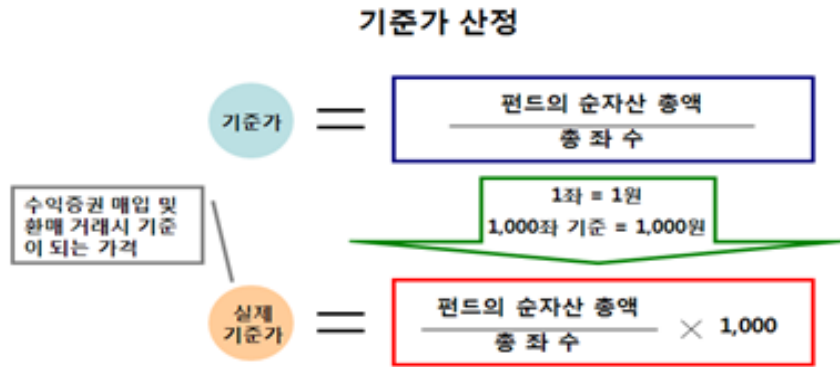 기준가 산정
기준가
펀드의 순자산 총액
총 좌 수
1좌 = 1원
1,000좌 기준 = 1,000원
수익증권 매입 및
환매 거래시 기준
이 되는 가격
실제
기준가
펀드의 순자산 총액
총 좌 수
× 1,000